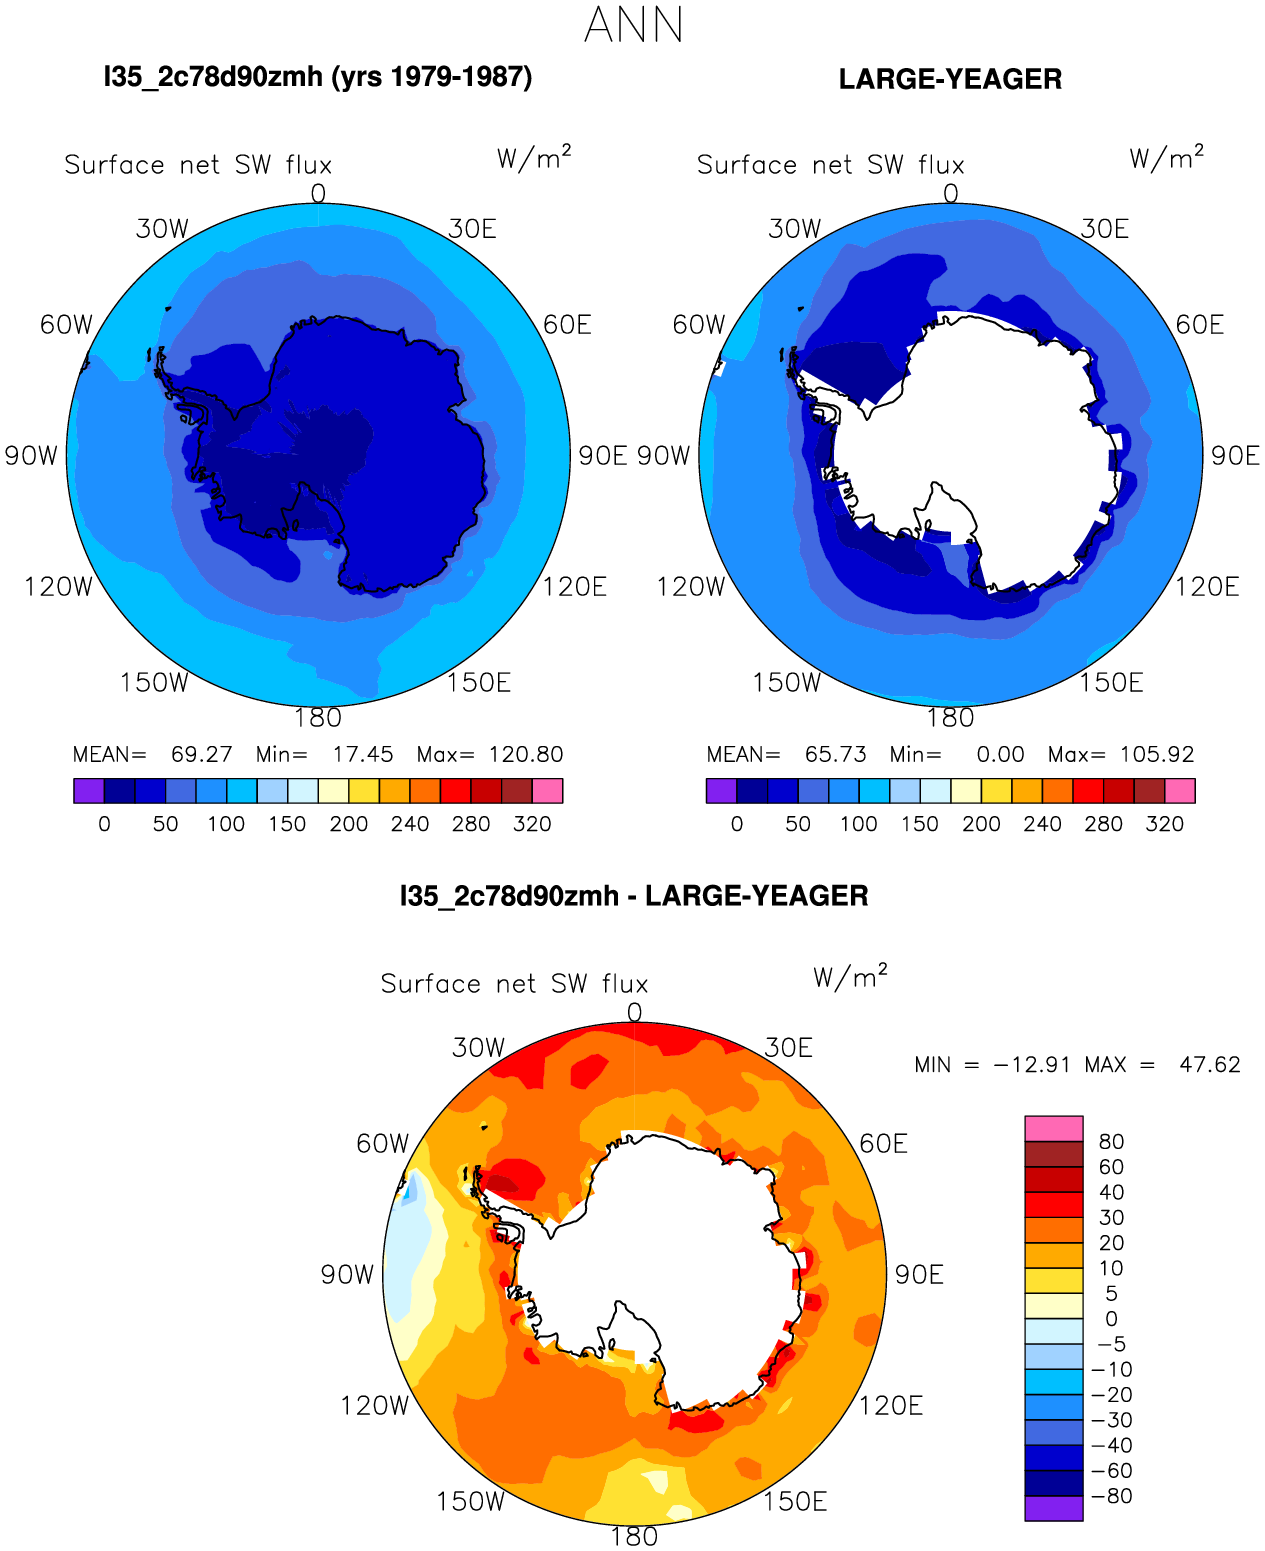 ANN
l35_2c78d90zmh (yrs 1979-1987)
LARGE-YEAGER
Surface net SW flux W/m²
Surface net SW flux W/m²
0
30W 30E
60W 60E
90W 90E
120W 120E
150W 150E
180
0
30W 30E
60W 60E
90W 90E
120W 120E
150W 150E
180
MEAN= 69.27 Min= 17.45 Max= 120.80
0 50 100 150 200 240 280 320
MEAN= 65.73 Min= 0.00 Max= 105.92
0 50 100 150 200 240 280 320
l35_2c78d90zmh - LARGE-YEAGER
Surface net SW flux W/m²
0
30W 30E
60W 60E
90W 90E
120W 120E
150W 150E
180
MIN = −12.91 MAX = 47.62
80
60
40
30
20
10
5
0
−5
−10
−20
−30
−40
−60
−80